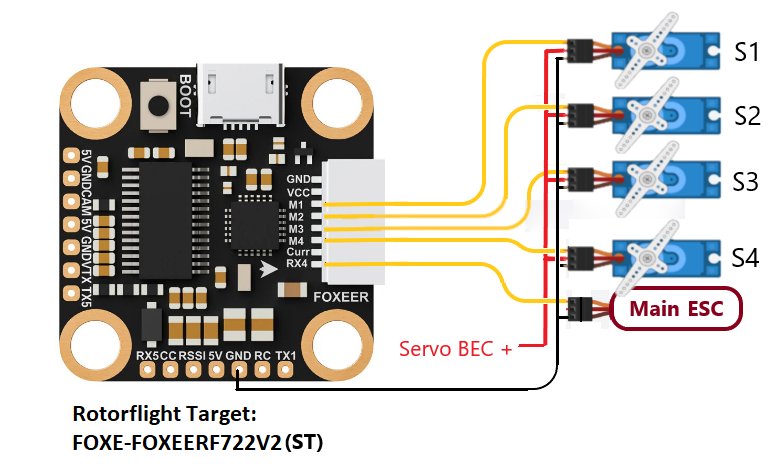 BOOT
S1
S2
S3
S4
5V
GND
CAM
5V
GND
VTX
TX5
GND
VCC
M1
M2
M3
M4
Curr
RX4
FOXEER
Main ESC
Servo BEC +
RX5 CC RSSI 5V GND RC TX1
Rotorflight Target:
FOXE-FOXEERF722V2 (ST)